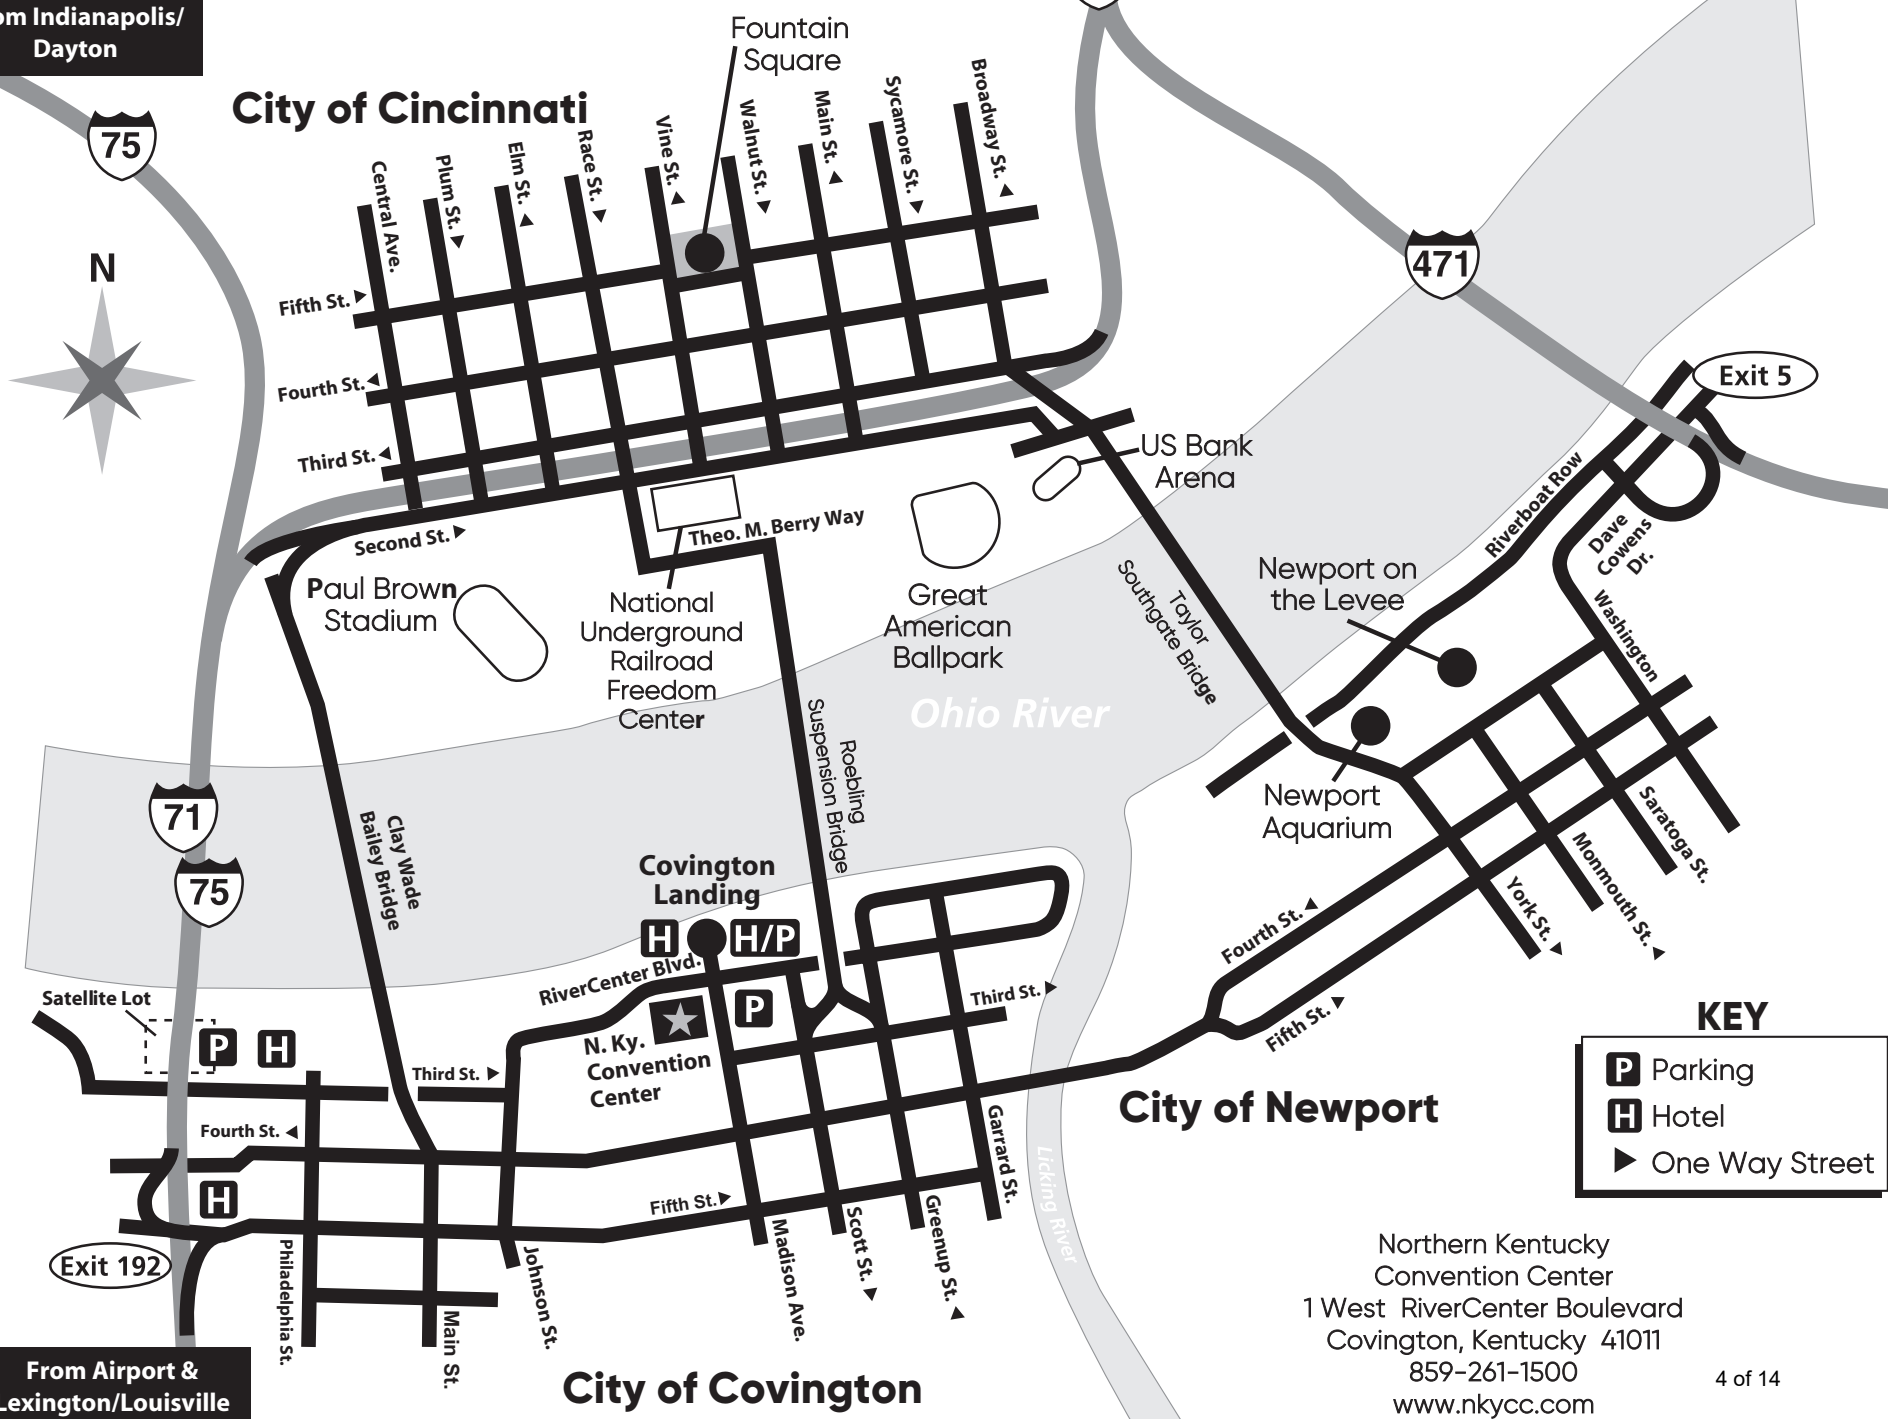 om Indianapolis/
Dayton
Fountain
Square
City of Cincinnati
75
N
Central Ave.
Plum St.
Elm St.
Race St.
Vine St.
Walnut St.
Main St.
Sycamore St.
Broadway St.
471
Exit 5
Fifth St.
Fourth St.
Third St.
Second St.
US Bank
Arena
Theo. M. Berry Way
Riverboat Row
Dave
Cowens
Dr.
Washington
Paul Brown
Stadium
National
Underground
Railroad
Freedom
Center
Great
American
Ballpark
Taylor
Southgate Bridge
Newport on
the Levee
Ohio River
Roebling
Suspension Bridge
Newport
Aquarium
71
75
Clay Wade
Bailey Bridge
Covington
Landing
H
H/P
RiverCenter Blvd.
P
N. Ky.
Convention
Center
Third St.
Saratoga St.
Monmouth St.
York St.
Fourth St.
Fifth St.
Satellite Lot
P
H
Third St.
Fourth St.
H
Fifth St.
Exit 192
Philadelphia St.
Main St.
Johnson St.
Madison Ave.
Scott St.
Greenup St.
Garrard St.
Licking River
City of Newport
City of Covington
From Airport &
Lexington/Louisville
KEY
P Parking
H Hotel
One Way Street
Northern Kentucky
Convention Center
1 West RiverCenter Boulevard
Covington, Kentucky 41011
859-261-1500
www.nkycc.com
4 of 14